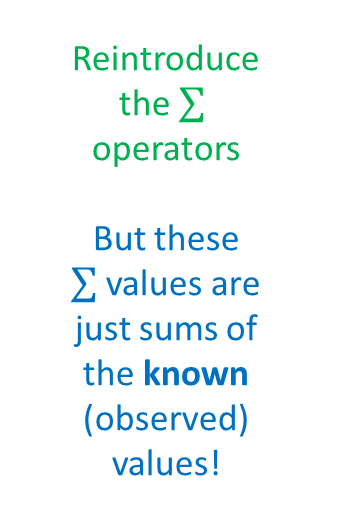 Reintroduce
the ∑
operators
But these
∑ values are
just sums of
the known
(observed)
values!